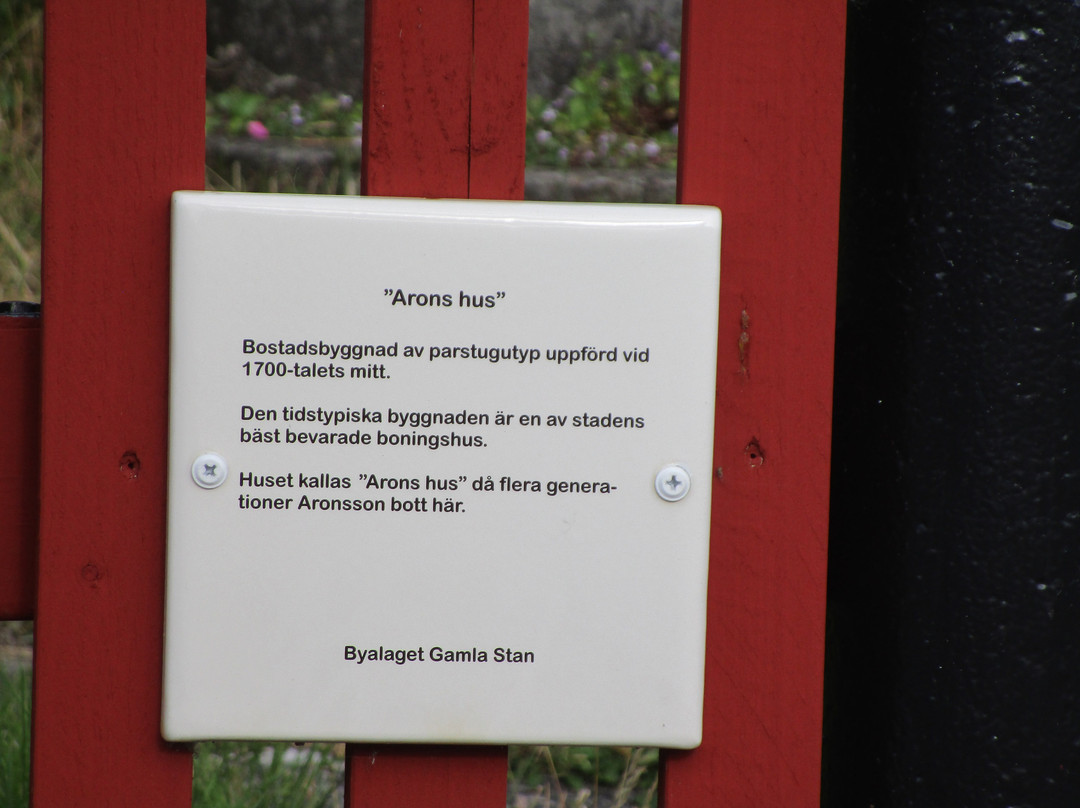 ”Arons hus”
Bostadsbyggnad av parstugutyp uppförd vid
1700-talets mitt.
Den tidstypiska byggnaden är en av stadens
bäst bevarade boningshus.
Huset kallas ”Arons hus” då flera genera-
tioner Aronsson bott här.
Byalaget Gamla Stan